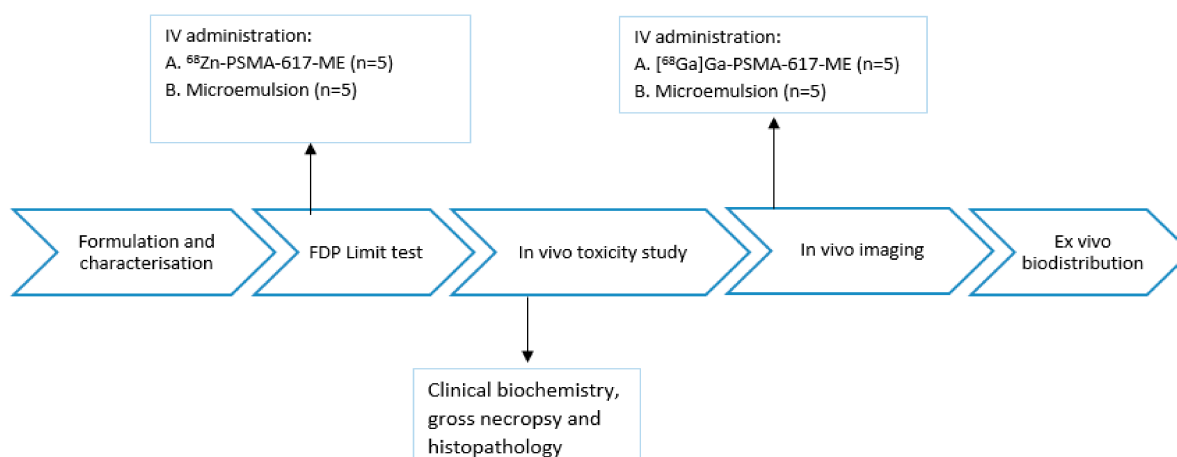 IV administration:
A. ⁶⁸Zn-PSMA-617-ME (n=5)
B. Microemulsion (n=5)
IV administration:
A. [⁶⁸Ga]Ga-PSMA-617-ME (n=5)
B. Microemulsion (n=5)
Formulation and
characterisation
FDP Limit test
In vivo toxicity study
In vivo imaging
Ex vivo
biodistribution
Clinical biochemistry,
gross necropsy and
histopathology